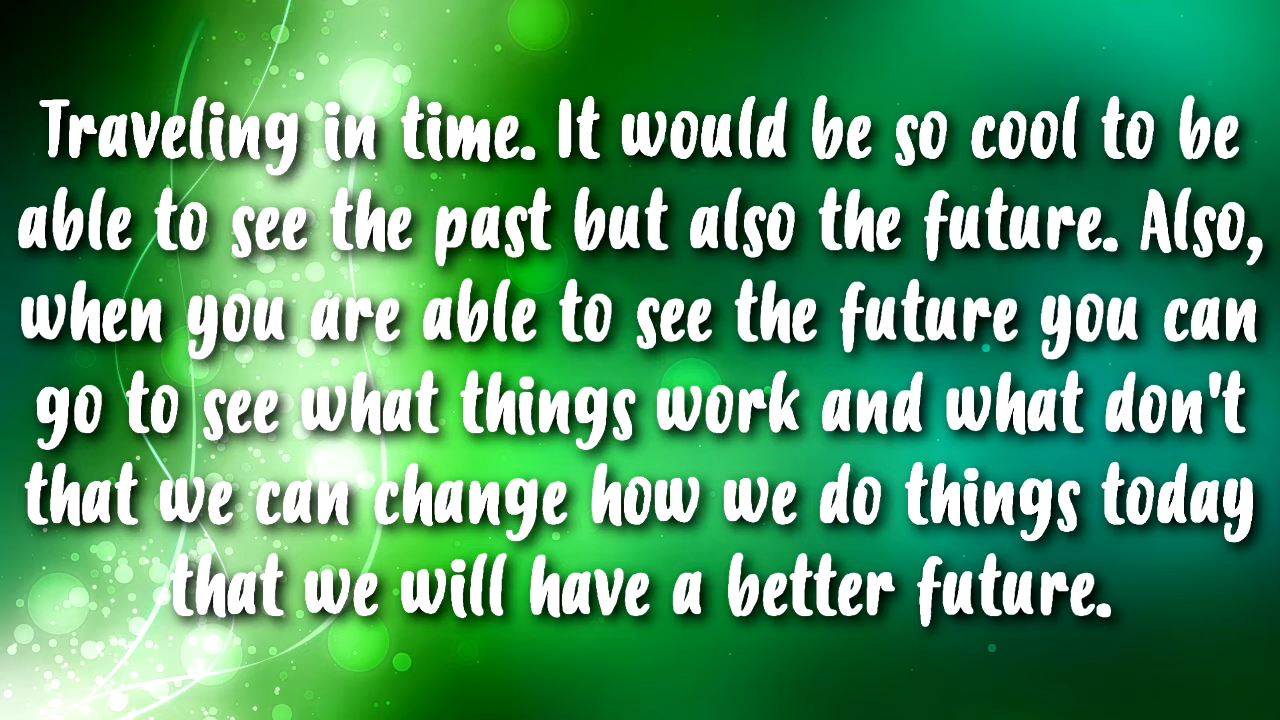 Traveling in time. It would be so cool to be
able to see the past but also the future. Also,
when you are able to see the future you can
go to see what things work and what don't
that we can change how we do things today
that we will have a better future.